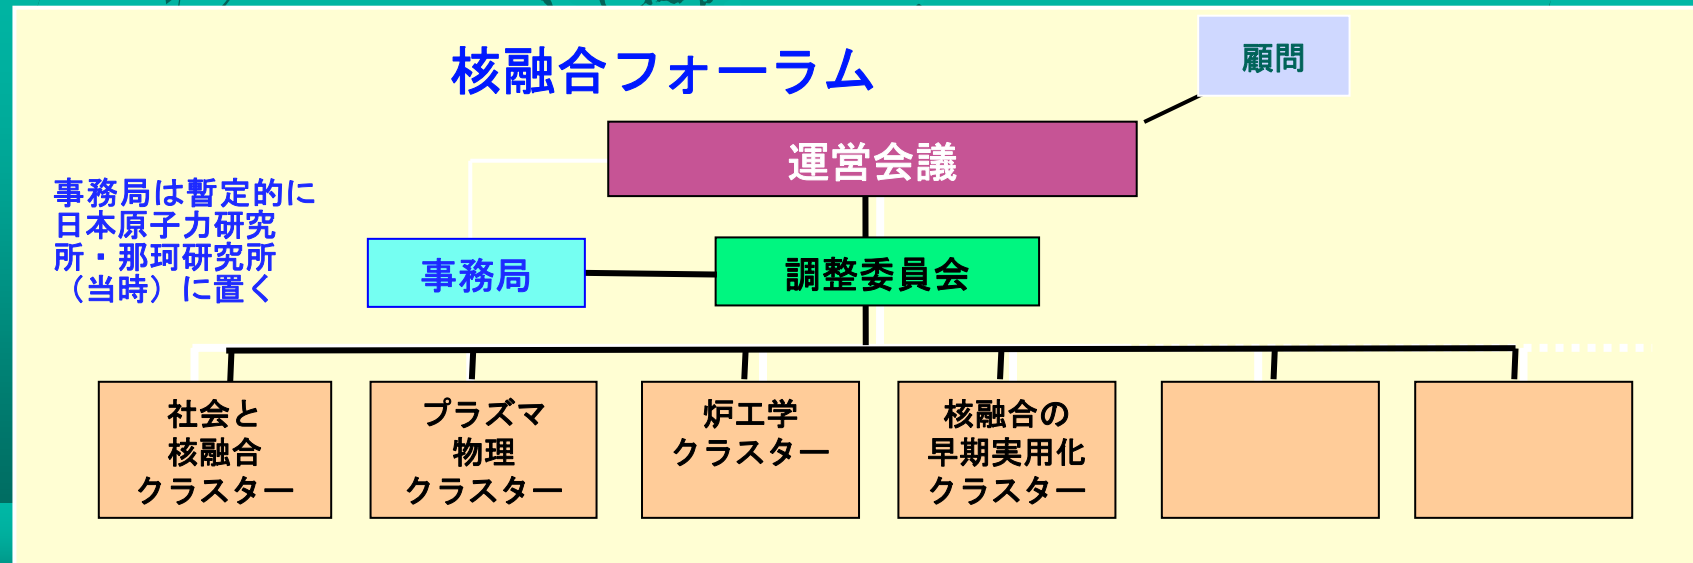 核融合フォーラム
顧問
運営会議
事務局は暫定的に
日本原子力研究
所・那珂研究所
（当時）に置く
事務局
調整委員会
社会と
核融合
クラスター
プラズマ
物理
クラスター
炉工学
クラスター
核融合の
早期実用化
クラスター